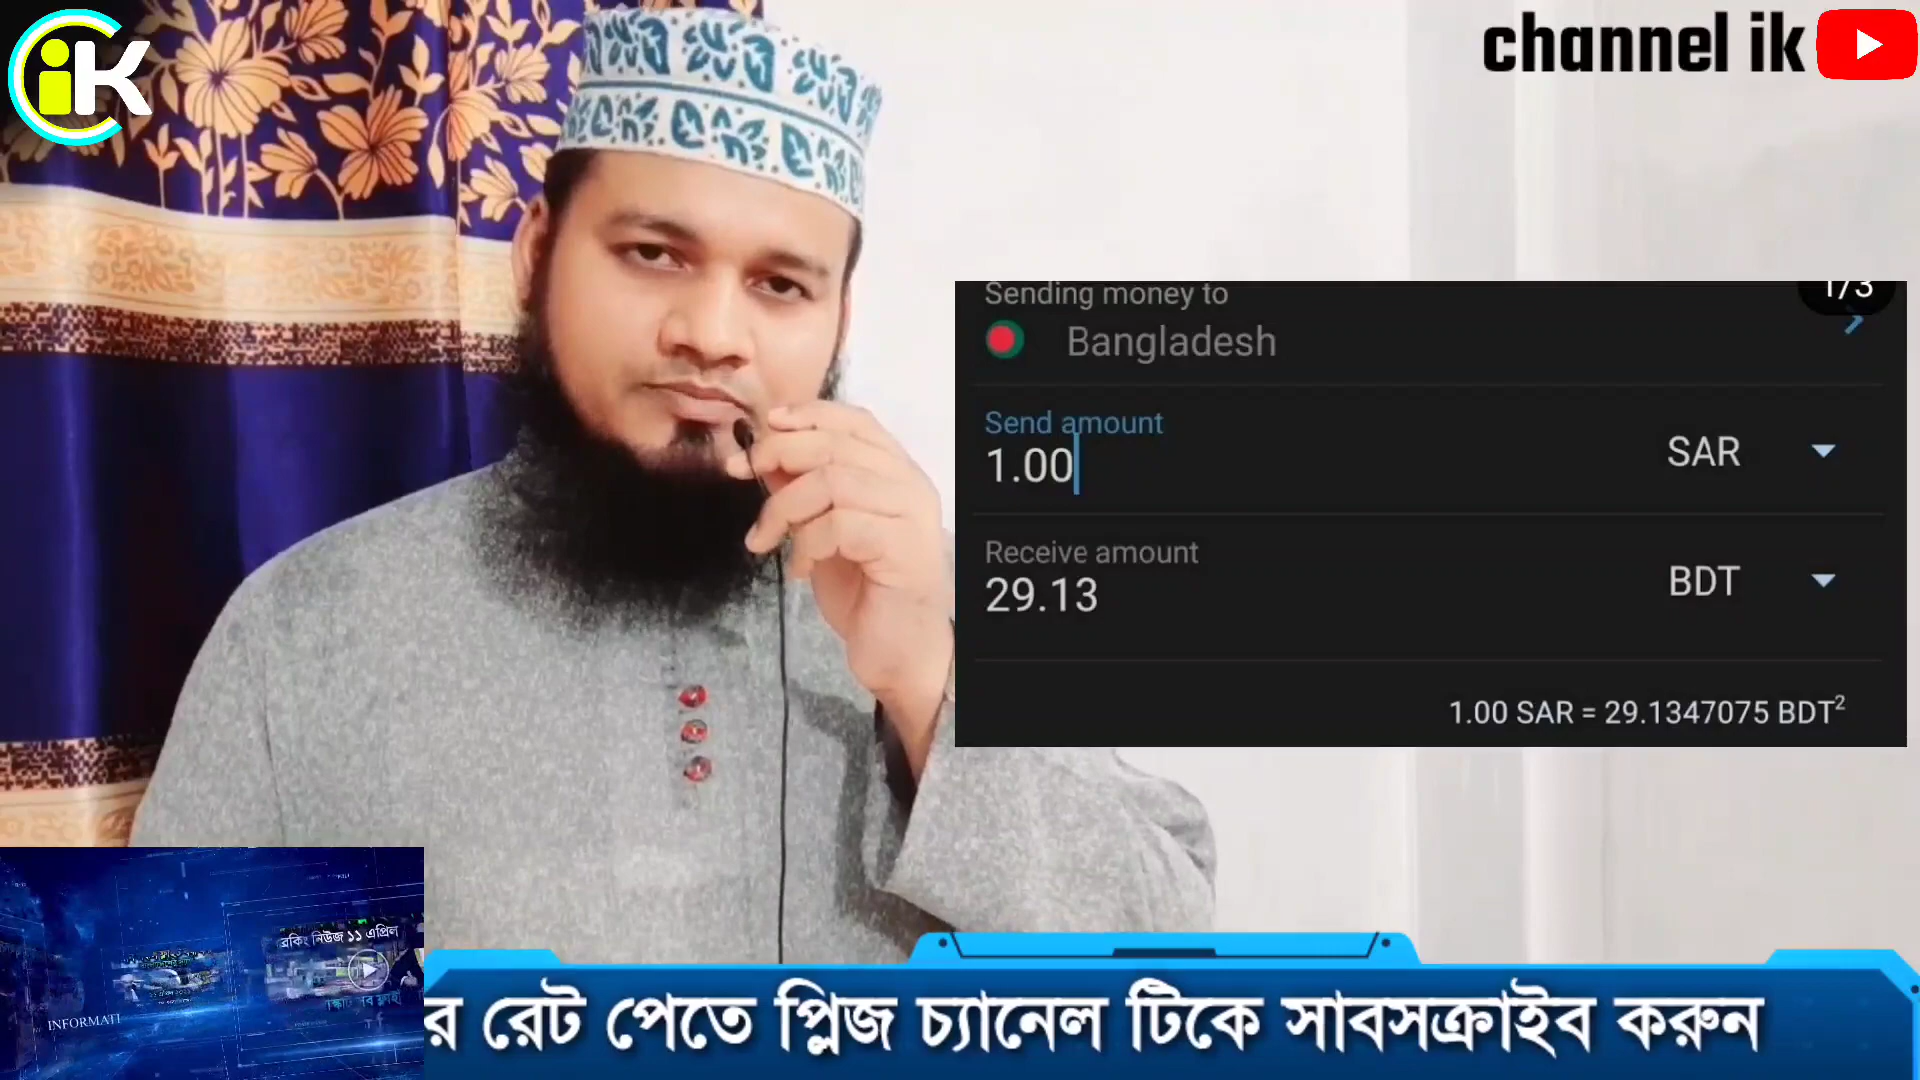 iK
channel ik
Sending money to
1/3
Bangladesh
Send amount
1.00
SAR
Receive amount
29.13
BDT
1.00 SAR = 29.1347075 BDT2
ব্রেকিং নিউজ ১১ এপ্রিল
INFORMATI
র রেট পেতে প্লিজ চ্যানেল টিকে সাবসক্রাইব করুন